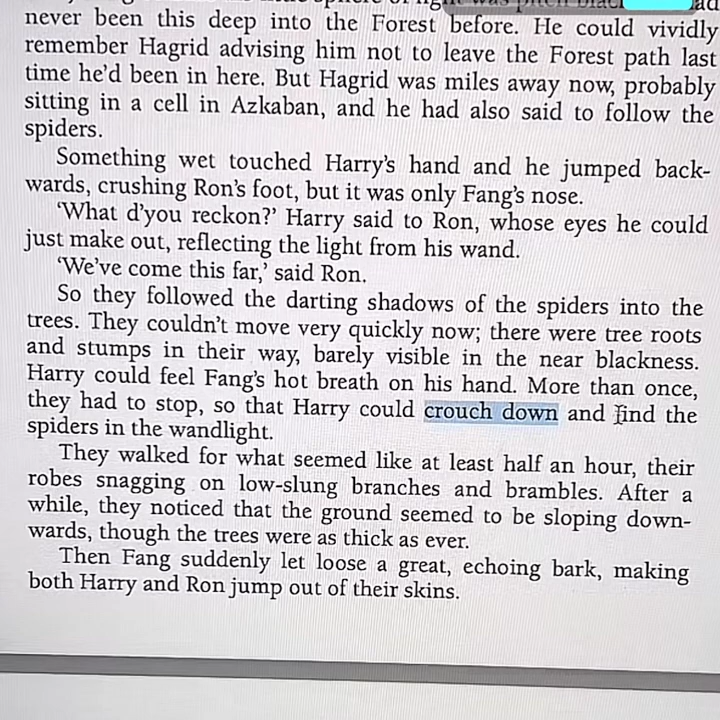 never been this deep into the Forest before. He could vividly
remember Hagrid advising him not to leave the Forest path last
time he'd been in here. But Hagrid was miles away now, probably
sitting in a cell in Azkaban, and he had also said to follow the
spiders.
Something wet touched Harry's hand and he jumped back-
wards, crushing Ron's foot, but it was only Fang's nose.
‘What d'you reckon?’ Harry said to Ron, whose eyes he could
just make out, reflecting the light from his wand.
‘We've come this far,’ said Ron.
So they followed the darting shadows of the spiders into the
trees. They couldn't move very quickly now; there were tree roots
and stumps in their way, barely visible in the near blackness.
Harry could feel Fang's hot breath on his hand. More than once,
they had to stop, so that Harry could crouch down and find the
spiders in the wandlight.
They walked for what seemed like at least half an hour, their
robes snagging on low-slung branches and brambles. After a
while, they noticed that the ground seemed to be sloping down-
wards, though the trees were as thick as ever.
Then Fang suddenly let loose a great, echoing bark, making
both Harry and Ron jump out of their skins.